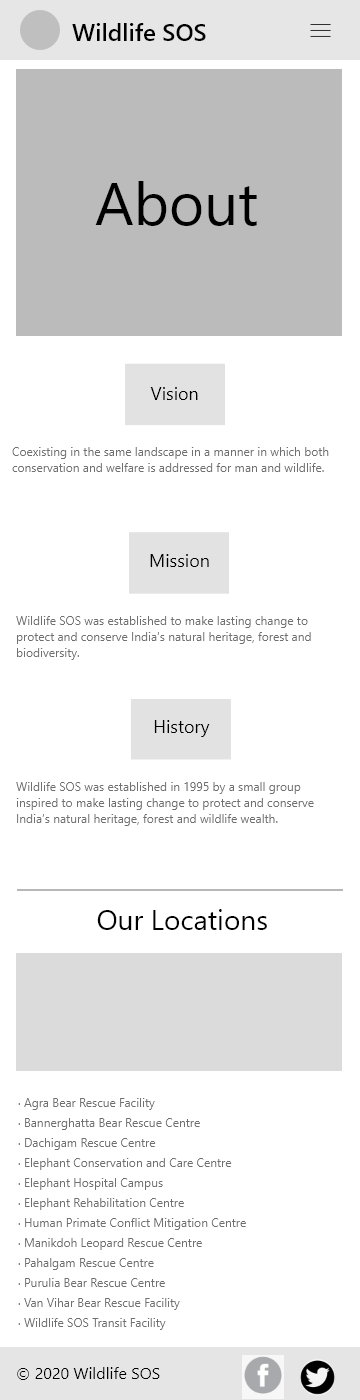 Wildlife SOS
About
Vision
Coexisting in the same landscape in a manner in which both
conservation and welfare is addressed for man and wildlife.
Mission
Wildlife SOS was established to make lasting change to
protect and conserve India's natural heritage, forest and
biodiversity.
History
Wildlife SOS was established in 1995 by a small group
inspired to make lasting change to protect and conserve
India's natural heritage, forest and wildlife wealth.
Our Locations
· Agra Bear Rescue Facility
· Bannerghatta Bear Rescue Centre
· Dachigam Rescue Centre
· Elephant Conservation and Care Centre
· Elephant Hospital Campus
· Elephant Rehabilitation Centre
· Human Primate Conflict Mitigation Centre
· Manikdoh Leopard Rescue Centre
· Pahalgam Rescue Centre
· Purulia Bear Rescue Centre
· Van Vihar Bear Rescue Facility
· Wildlife SOS Transit Facility
© 2020 Wildlife SOS